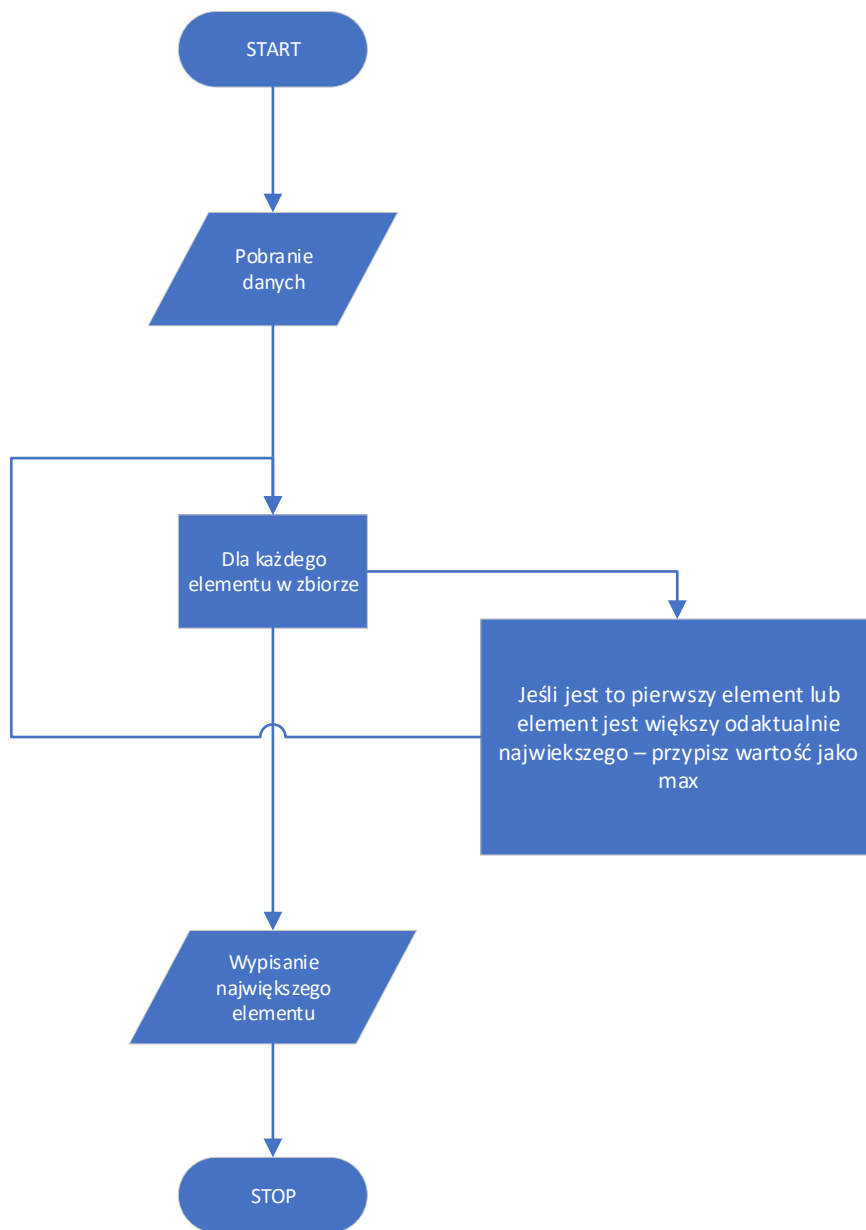 START
Pobranie
danych
Dla każdego
elementu w zbiorze
Jeśli jest to pierwszy element lub
element jest większy odaktualnie
najwiekszego – przypisz wartość jako
max
Wypisanie
największego
elementu
STOP